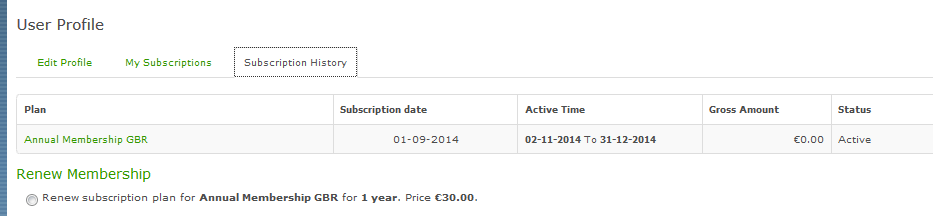 User Profile
Edit Profile My Subscriptions Subscription History
Plan Subscription date Active Time Gross Amount Status
Annual Membership GBR 01-09-2014 02-11-2014 To 31-12-2014 €0.00 Active
Renew Membership
Renew subscription plan for Annual Membership GBR for 1 year. Price €30.00.